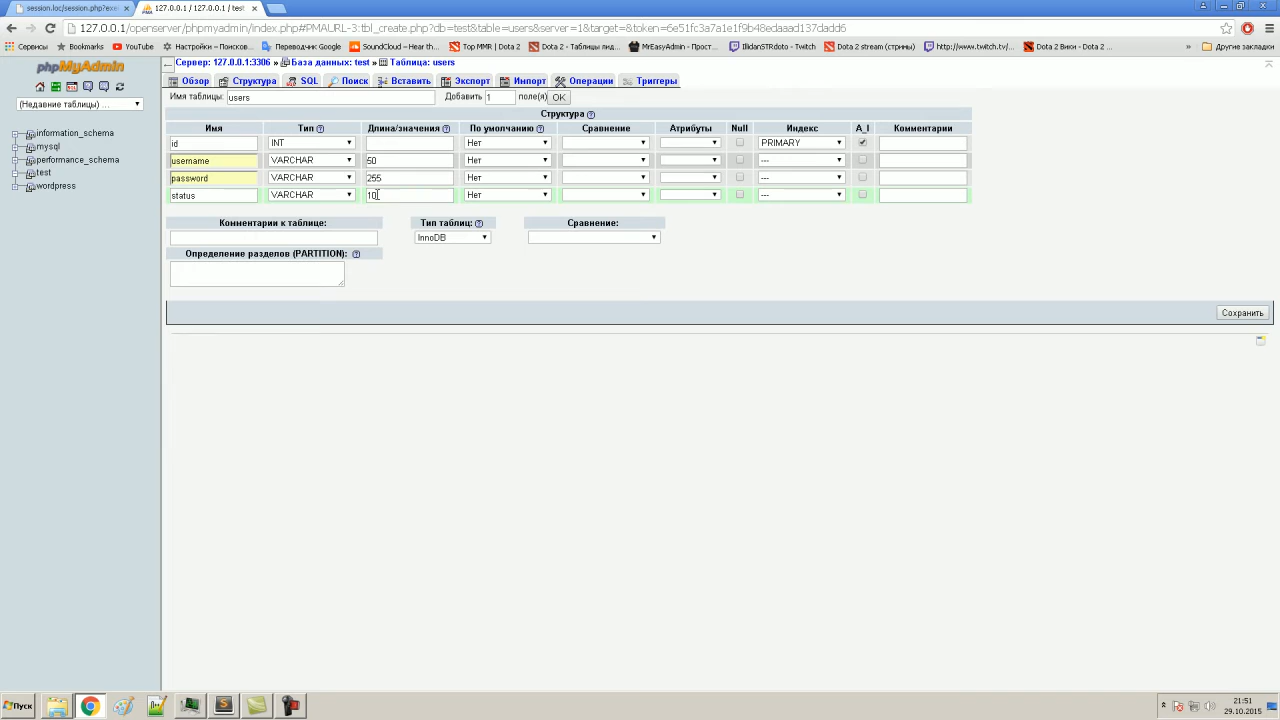 session.loc/session.php?exe
127.0.0.1 / 127.0.0.1 / test
127.0.0.1/openserver/phpmyadmin/index.php#PMAURL-3:tbl_create.php?db=test&table=users&server=1&target=&token=6e51fc3a7a1e1f9b48edaaad137dadd6
Сервисы Bookmarks YouTube Настройки – Поисков... Переводчик Google SoundCloud – Hear th... Top MMR | Dota 2 Dota 2 - Таблицы лид... MrEasyAdmin - Прост... IllidanSTRdota - Twitch Dota 2 stream (стримы) http://www.twitch.tv/... Dota 2 Вики - Dota 2 ... » Другие закладки
phpMyAdmin
(Недавние таблицы) ...
information_schema
mysql
performance_schema
test
wordpress
Сервер: 127.0.0.1:3306 » База данных: test » Таблица: users
Обзор Структура SQL Поиск Вставить Экспорт Импорт Операции Триггеры
Имя таблицы: users Добавить 1 поле(я) OK
Структура
Имя Тип Длина/значения По умолчанию Сравнение Атрибуты Null Индекс A_I Комментарии
id INT Нет PRIMARY
username VARCHAR 50 Нет ---
password VARCHAR 255 Нет ---
status VARCHAR 10 Нет ---
Комментарии к таблице: Тип таблиц: Сравнение:
InnoDB
Определение разделов (PARTITION):
Сохранить
Пуск
21:51
29.10.2015